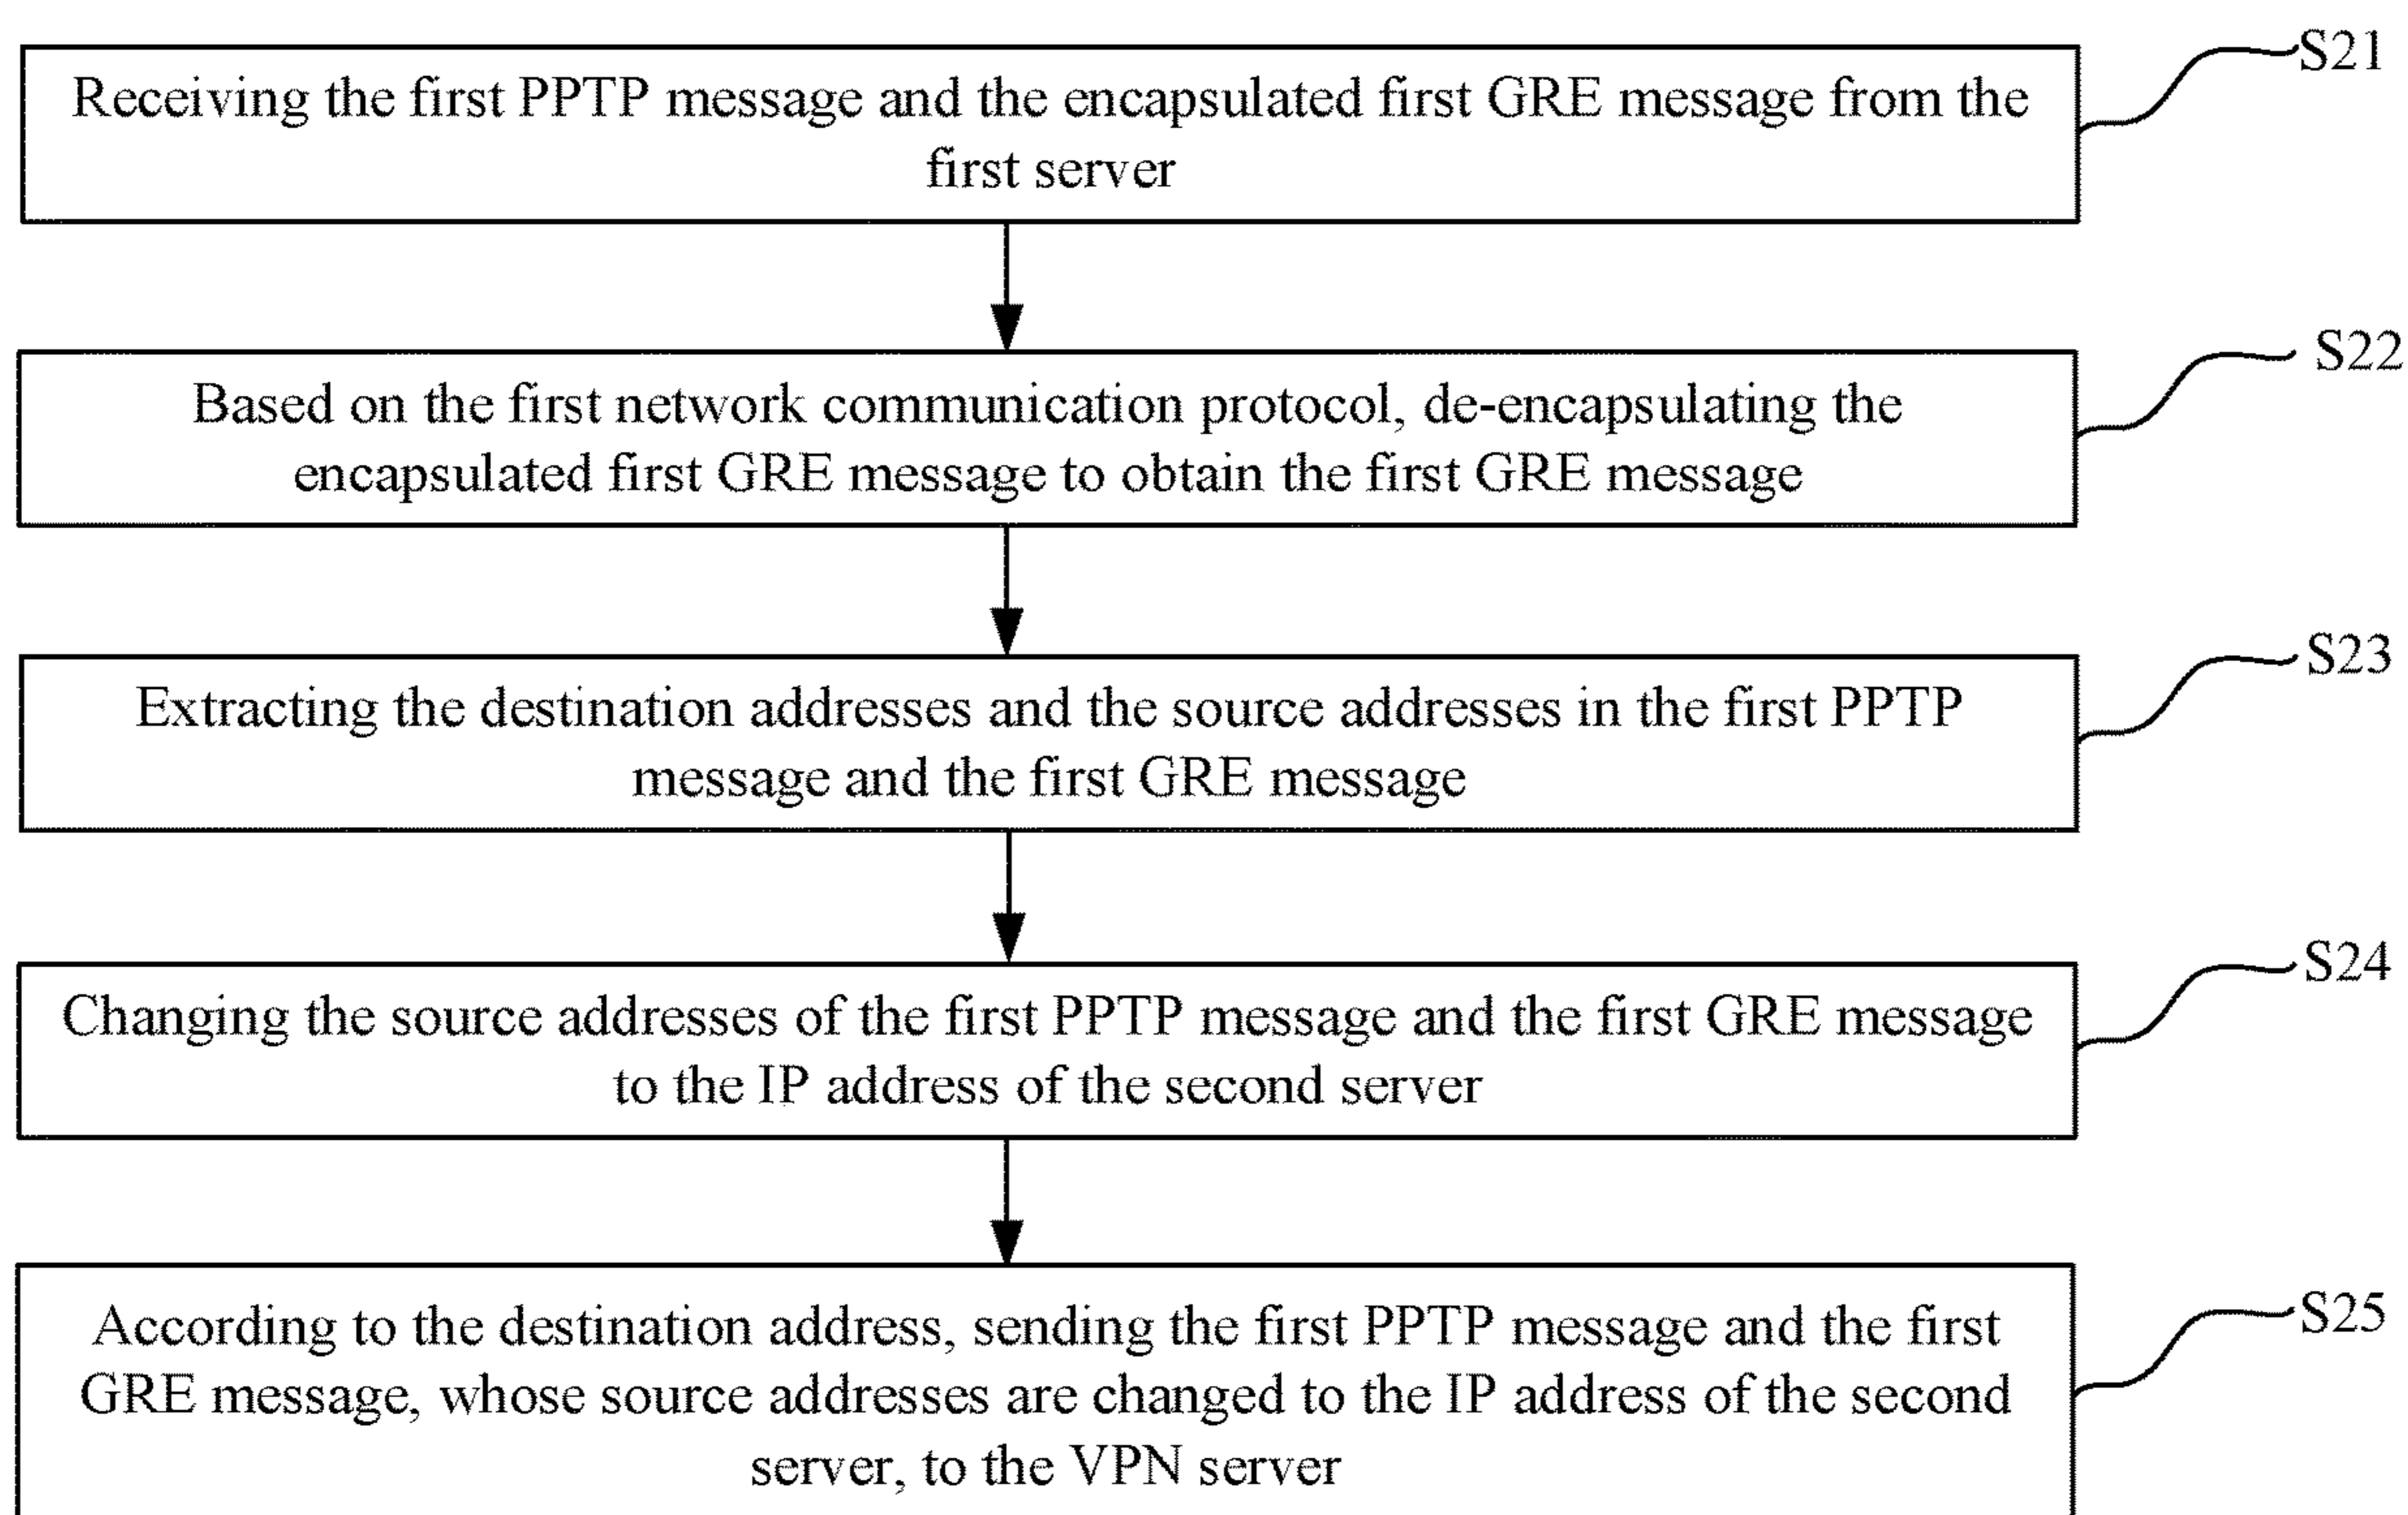 S21
Receiving the first PPTP message and the encapsulated first GRE message from the
first server
S22
Based on the first network communication protocol, de-encapsulating the
encapsulated first GRE message to obtain the first GRE message
S23
Extracting the destination addresses and the source addresses in the first PPTP
message and the first GRE message
S24
Changing the source addresses of the first PPTP message and the first GRE message
to the IP address of the second server
S25
According to the destination address, sending the first PPTP message and the first
GRE message, whose source addresses are changed to the IP address of the second
server, to the VPN server